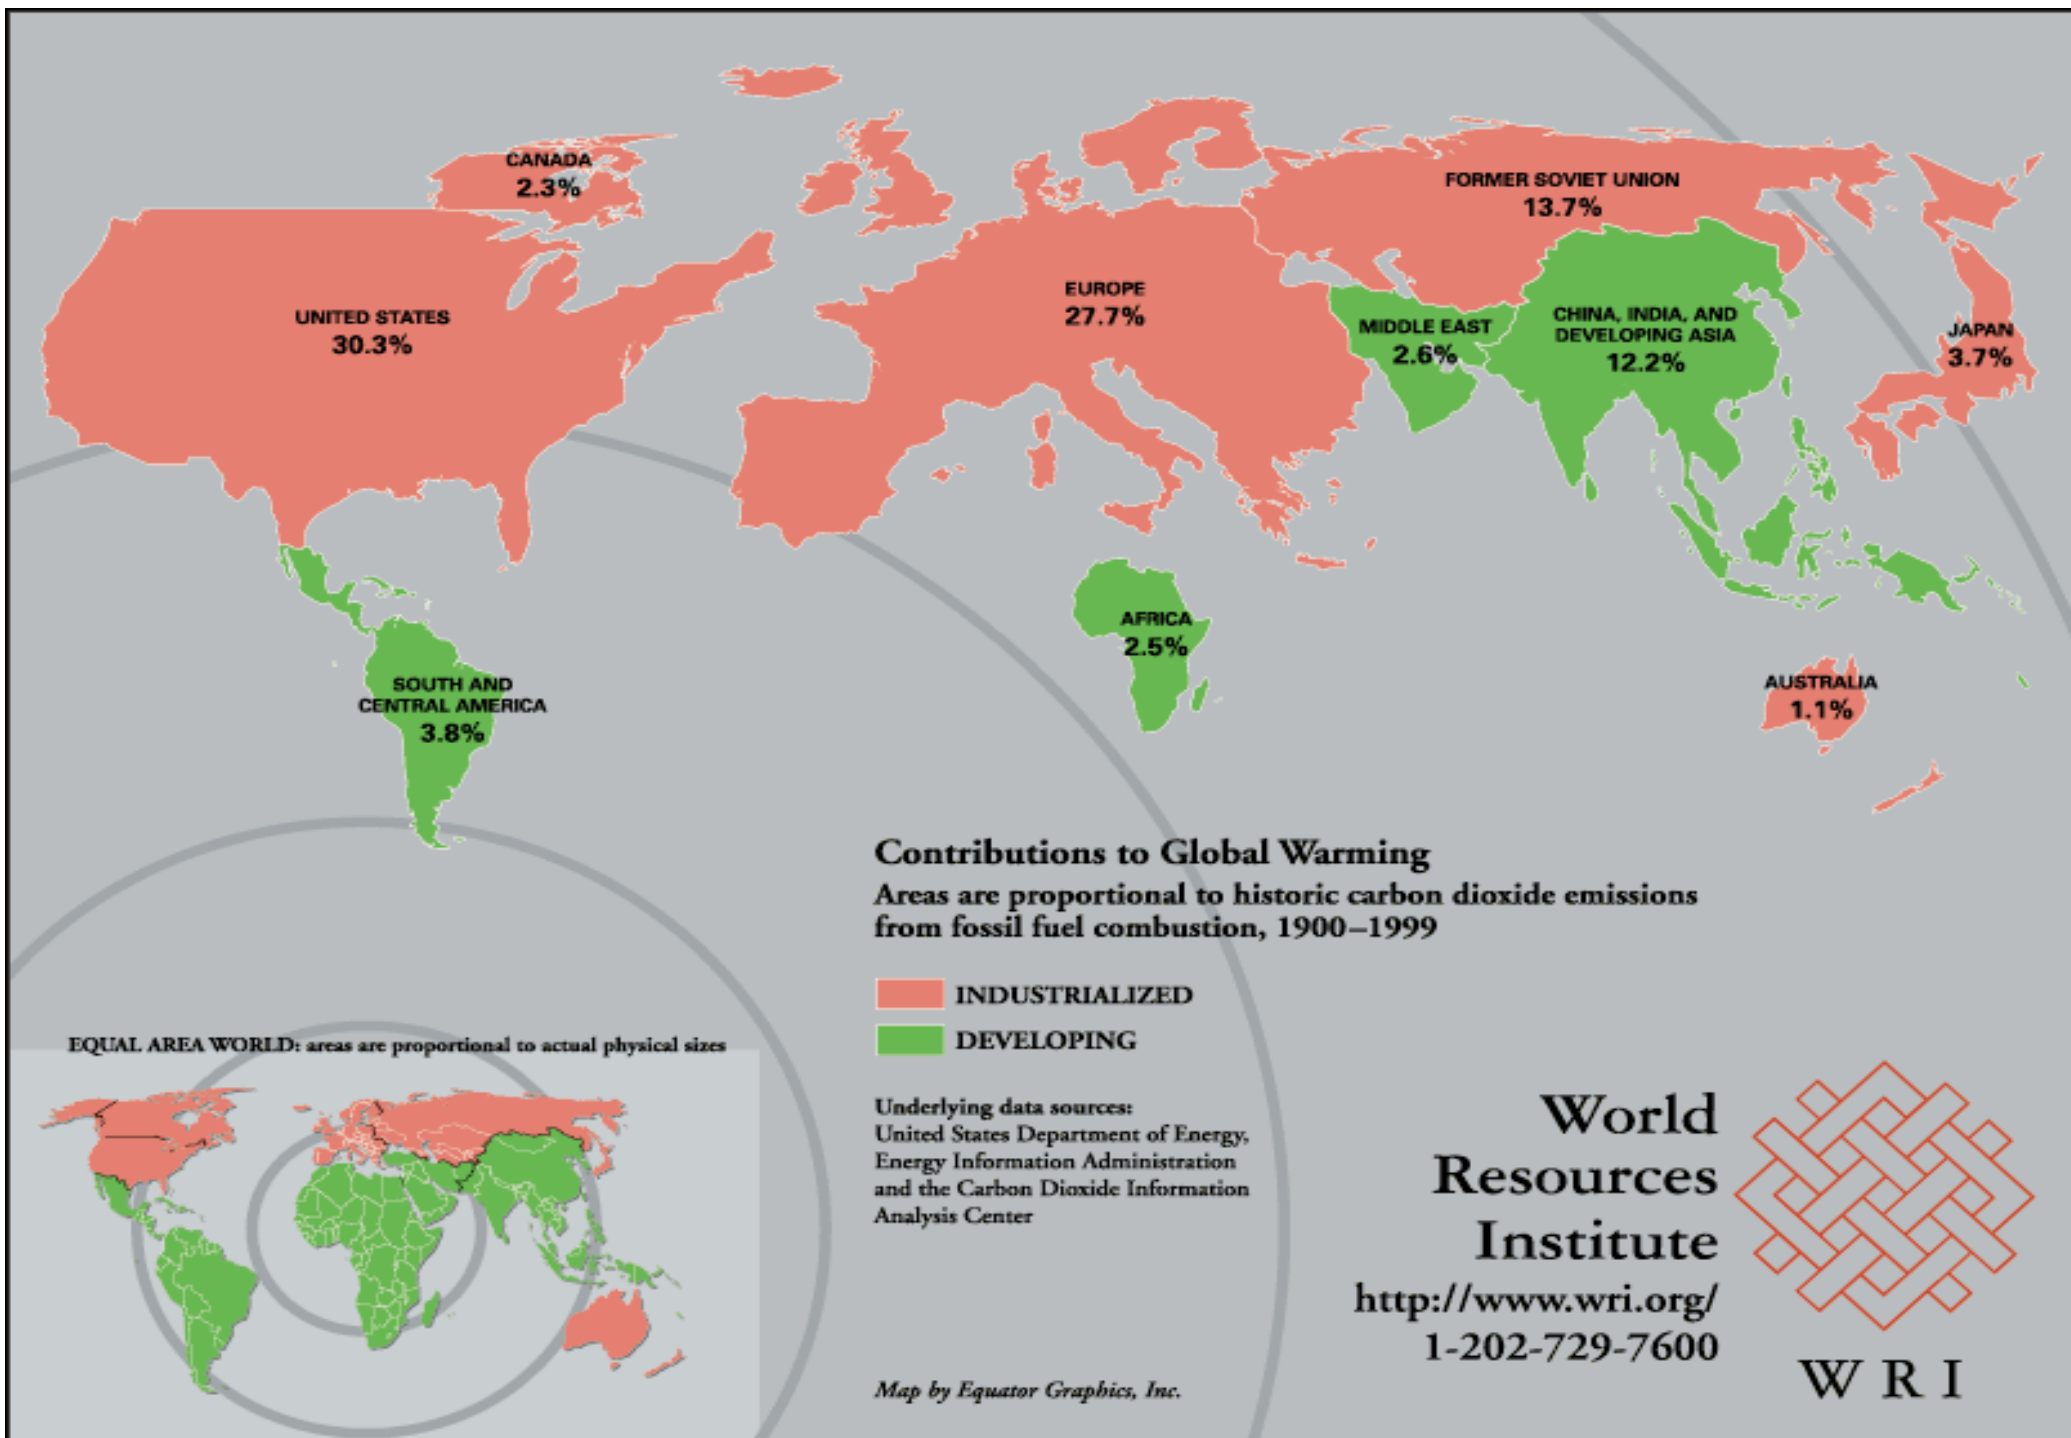 CANADA
2.3%
FORMER SOVIET UNION
13.7%
UNITED STATES
30.3%
EUROPE
27.7%
MIDDLE EAST
2.6%
CHINA, INDIA, AND
DEVELOPING ASIA
12.2%
JAPAN
3.7%
AFRICA
2.5%
SOUTH AND
CENTRAL AMERICA
3.8%
AUSTRALIA
1.1%
Contributions to Global Warming
Areas are proportional to historic carbon dioxide emissions
from fossil fuel combustion, 1900–1999
INDUSTRIALIZED
DEVELOPING
EQUAL AREA WORLD: areas are proportional to actual physical sizes
Underlying data sources:
United States Department of Energy,
Energy Information Administration
and the Carbon Dioxide Information
Analysis Center
Map by Equator Graphics, Inc.
World
Resources
Institute
http://www.wri.org/
1-202-729-7600
WRI